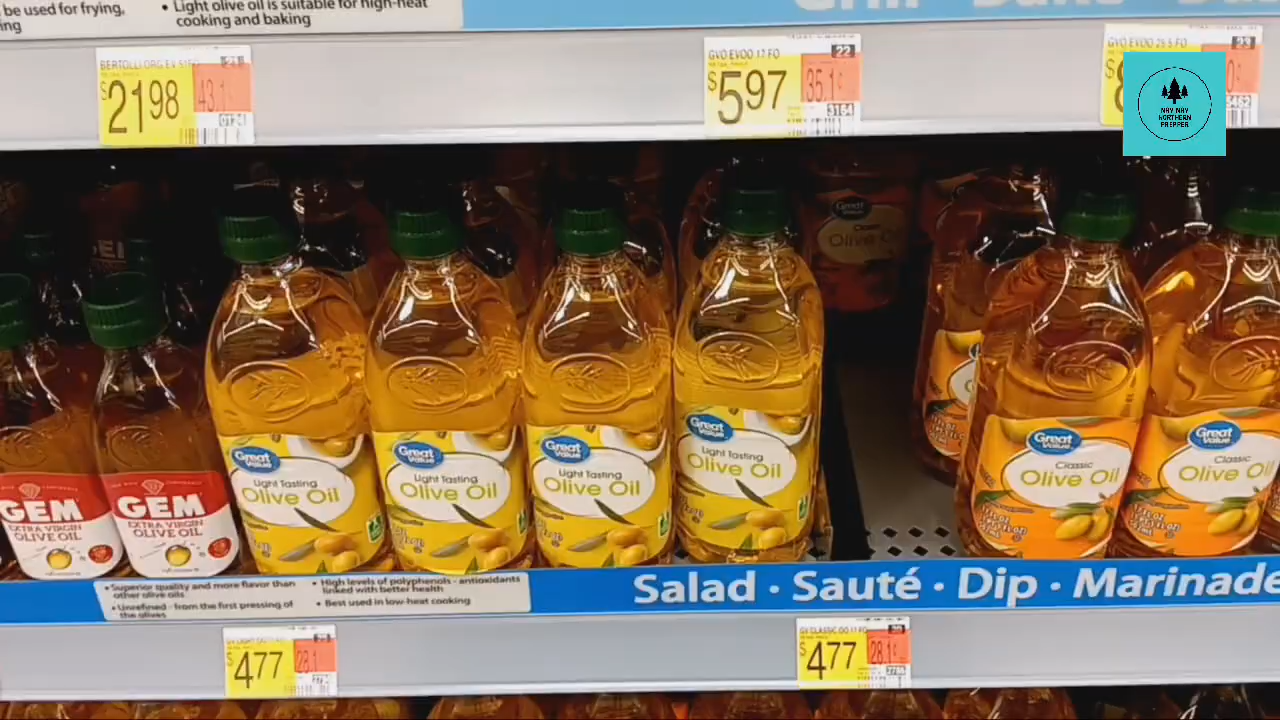 be used for frying,
• Light olive oil is suitable for high-heat
cooking and baking
BERTOLLI ORG EV 51FO
21
$21.98
43.1¢
0124
GVO EVOO 17 FO
22
$5.97
35.1¢
3164
GVO EVOO 25.5 FO
23
$
NAY NAY
NORTHERN
PREPPER
Great
Value
Classic
Olive O
GEM
EXTRA VIRGIN
OLIVE OIL
GEM
EXTRA VIRGIN
OLIVE OIL
Great
Value
Light Tasting
Olive Oil
Great
Value
Light Tasting
Olive Oil
Great
Value
Light Tasting
Olive Oil
Great
Value
Light Tasting
Olive Oil
Great
Value
Classic
Olive Oil
Great
Value
Classic
Olive Oil
• Superior quality and more flavor than
other olive oils
• Unrefined - from the first pressing of
the olives
• High levels of polyphenols - antioxidants
linked with better health
• Best used in low-heat cooking
Salad • Sauté • Dip • Marinade
$4.77
28.1
GV CLASSIC OO 17 FO
$4.77
28.1¢